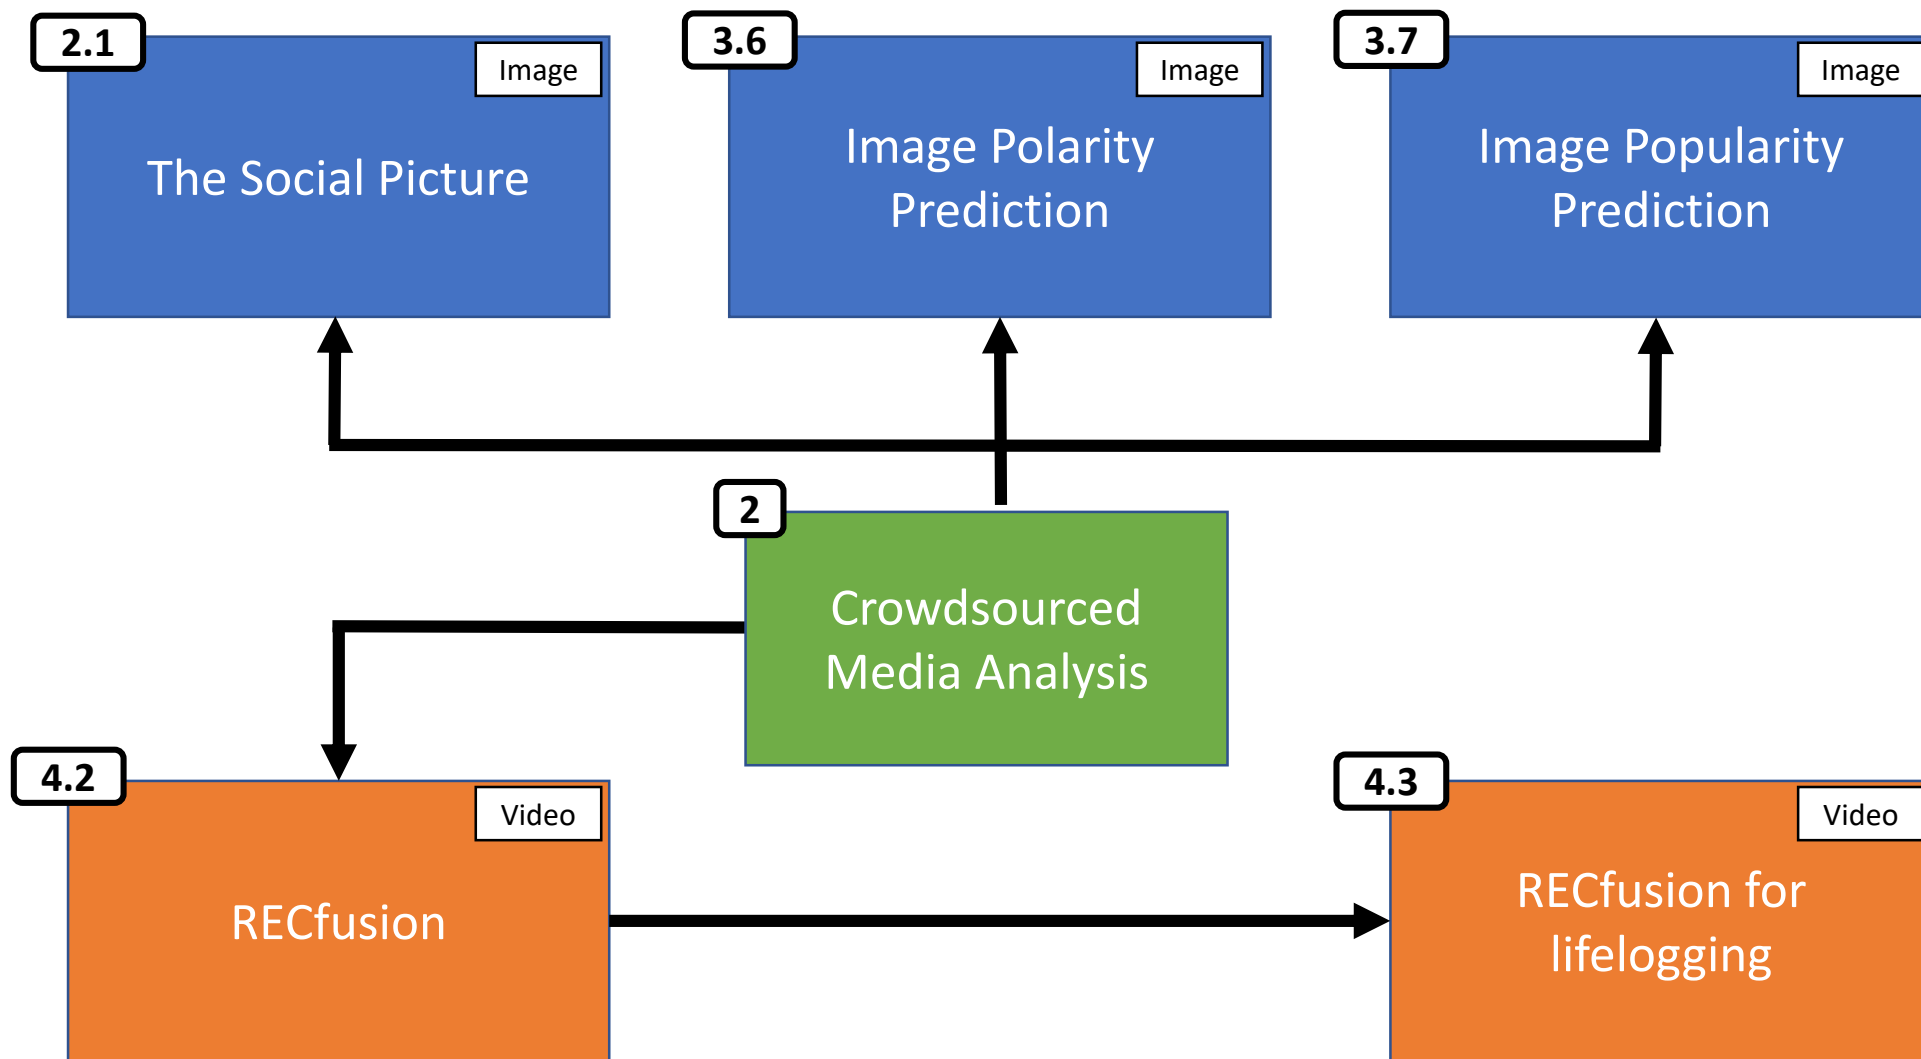 2.1
Image
The Social Picture
3.6
Image
Image Polarity
Prediction
3.7
Image
Image Popularity
Prediction
2
Crowdsourced
Media Analysis
4.2
Video
RECfusion
4.3
Video
RECfusion for
lifelogging